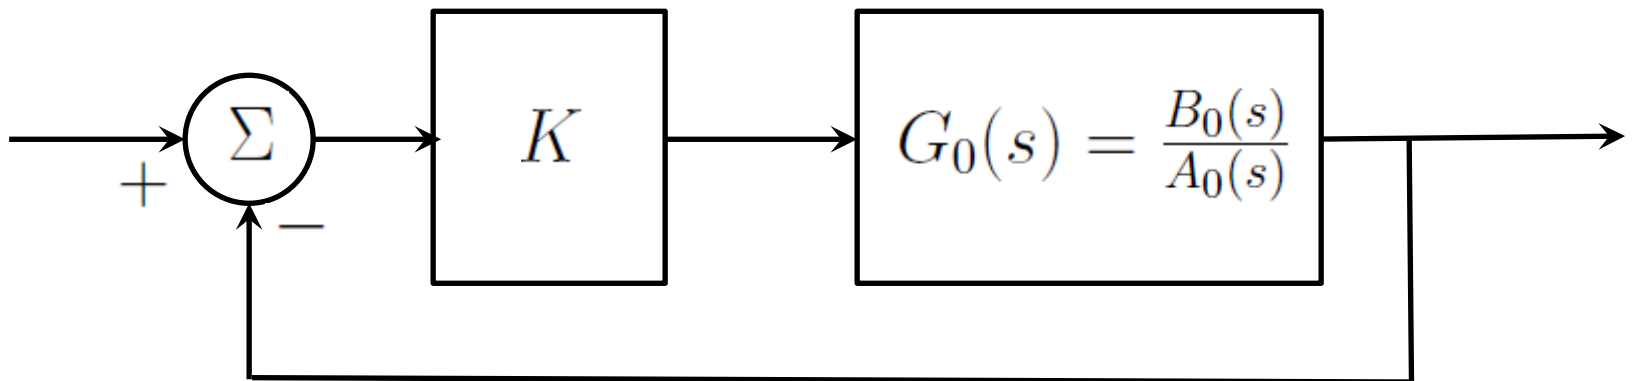 Σ
K
G₀(s) = B₀(s)/A₀(s)
+
−